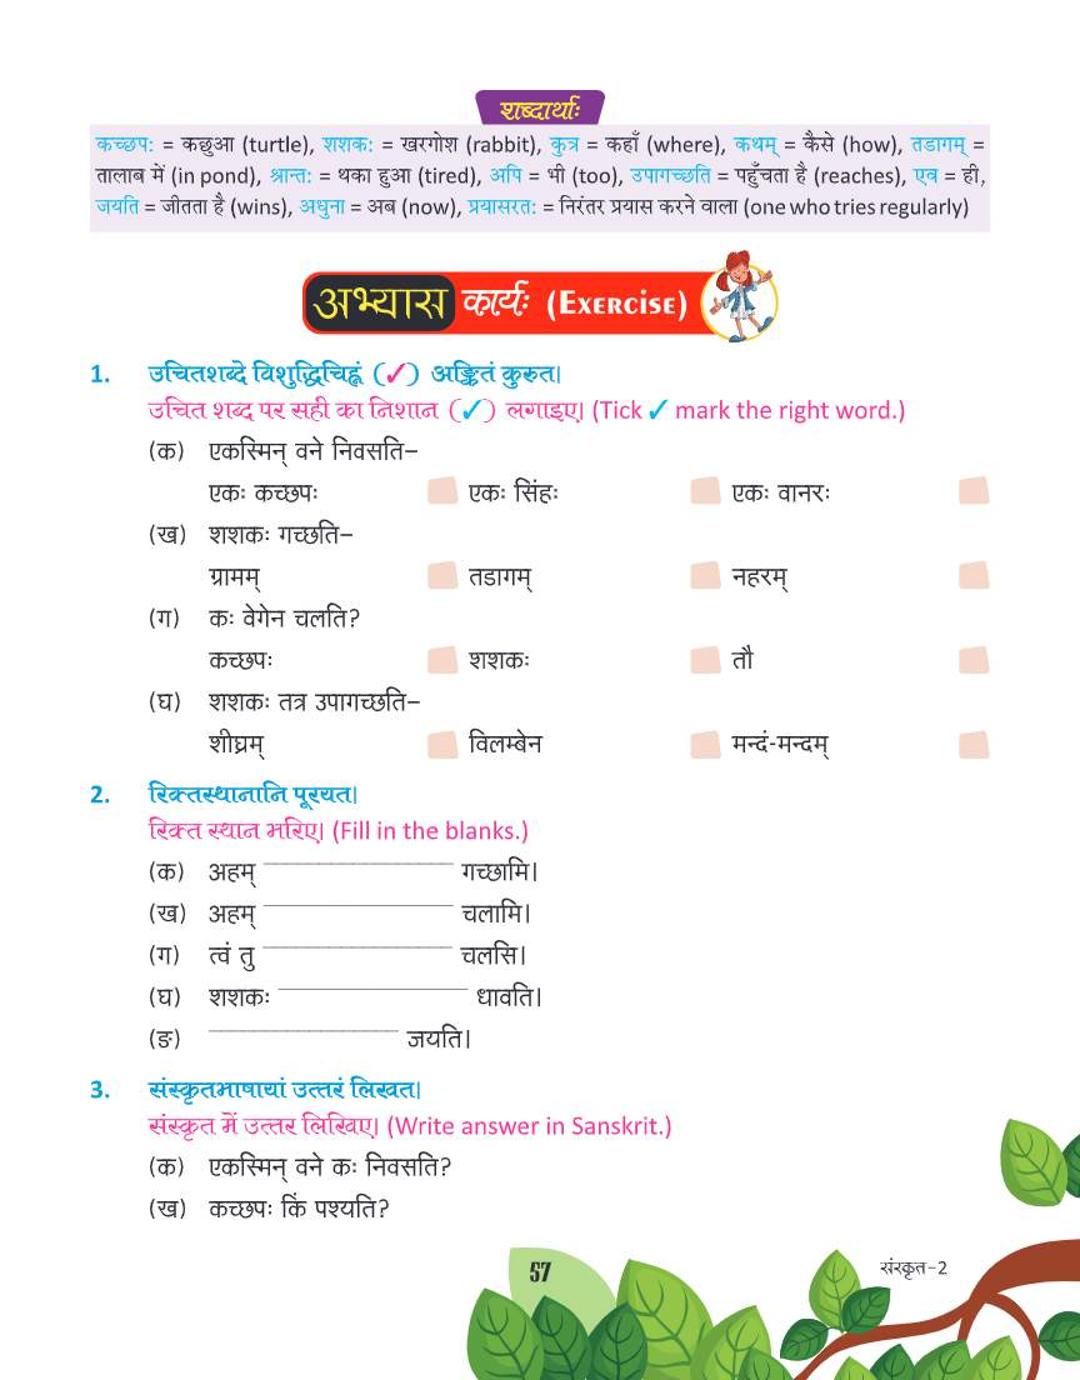 शब्दार्थाः
कच्छपः = कछुआ (turtle), शशकः = खरगोश (rabbit), कुत्र = कहाँ (where), कथम् = कैसे (how), तडागम् =
तालाब में (in pond), श्रान्तः = थका हुआ (tired), अपि = भी (too), उपागच्छति = पहुँचता है (reaches), एव = ही,
जयति = जीतता है (wins), अधुना = अब (now), प्रयासरतः = निरंतर प्रयास करने वाला (one who tries regularly)
अभ्यास कार्यः (EXERCISE)
1. उचितशब्दे विशुद्धिचिह्नं (✓) अङ्कितं कुरुत।
उचित शब्द पर सही का निशान (✓) लगाइए। (Tick ✓ mark the right word.)
(क) एकस्मिन् वने निवसति–
एकः कच्छपः एकः सिंहः एकः वानरः
(ख) शशकः गच्छति–
ग्रामम् तडागम् नहरम्
(ग) कः वेगेन चलति?
कच्छपः शशकः तौ
(घ) शशकः तत्र उपागच्छति–
शीघ्रम् विलम्बेन मन्दं-मन्दम्
2. रिक्तस्थानानि पूरयत।
रिक्त स्थान भरिए। (Fill in the blanks.)
(क) अहम् ____________ गच्छामि।
(ख) अहम् ____________ चलामि।
(ग) त्वं तु ____________ चलसि।
(घ) शशकः ____________ धावति।
(ङ) ____________ जयति।
3. संस्कृतभाषायां उत्तरं लिखत।
संस्कृत में उत्तर लिखिए। (Write answer in Sanskrit.)
(क) एकस्मिन् वने कः निवसति?
(ख) कच्छपः किं पश्यति?
57
संस्कृत-2